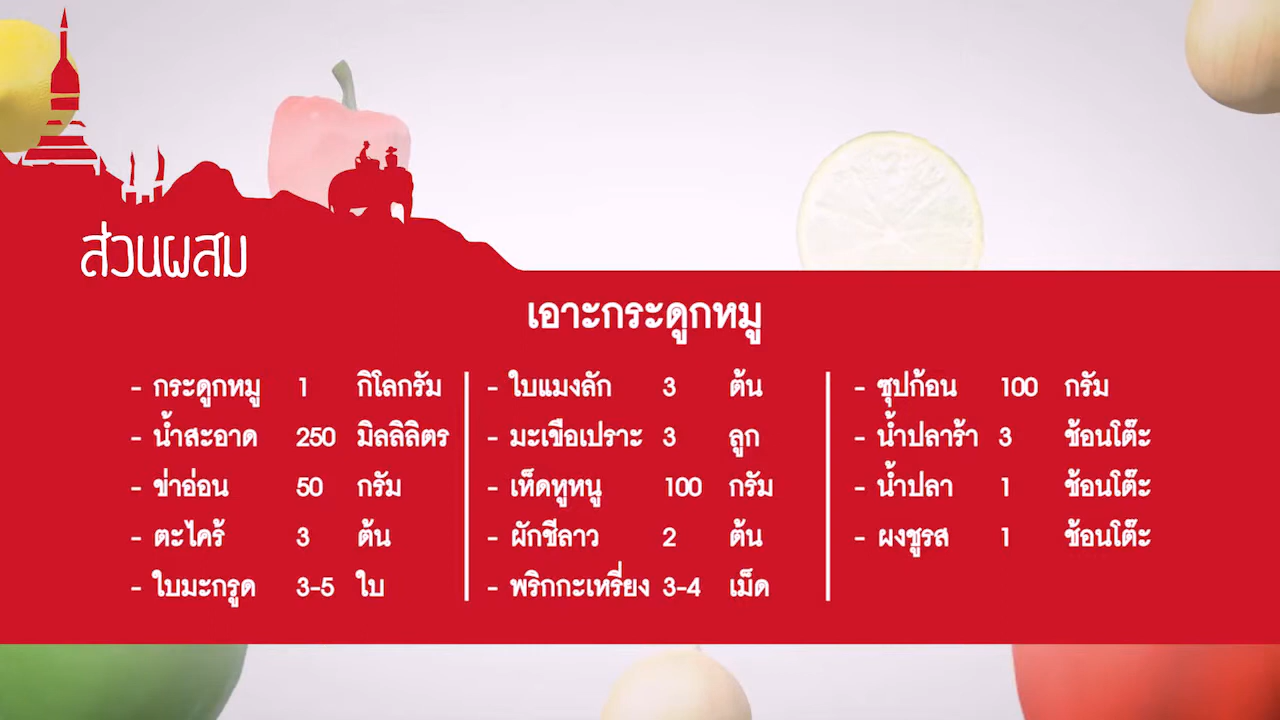 ส่วนผสม
เอาะกระดูกหมู
- กระดูกหมู 1 กิโลกรัม
- น้ำสะอาด 250 มิลลิลิตร
- ข่าอ่อน 50 กรัม
- ตะไคร้ 3 ต้น
- ใบมะกรูด 3-5 ใบ
- ใบแมงลัก 3 ต้น
- มะเขือเปราะ 3 ลูก
- เห็ดหูหนู 100 กรัม
- ผักชีลาว 2 ต้น
- พริกกะเหรี่ยง 3-4 เม็ด
- ซุปก้อน 100 กรัม
- น้ำปลาร้า 3 ช้อนโต๊ะ
- น้ำปลา 1 ช้อนโต๊ะ
- ผงชูรส 1 ช้อนโต๊ะ